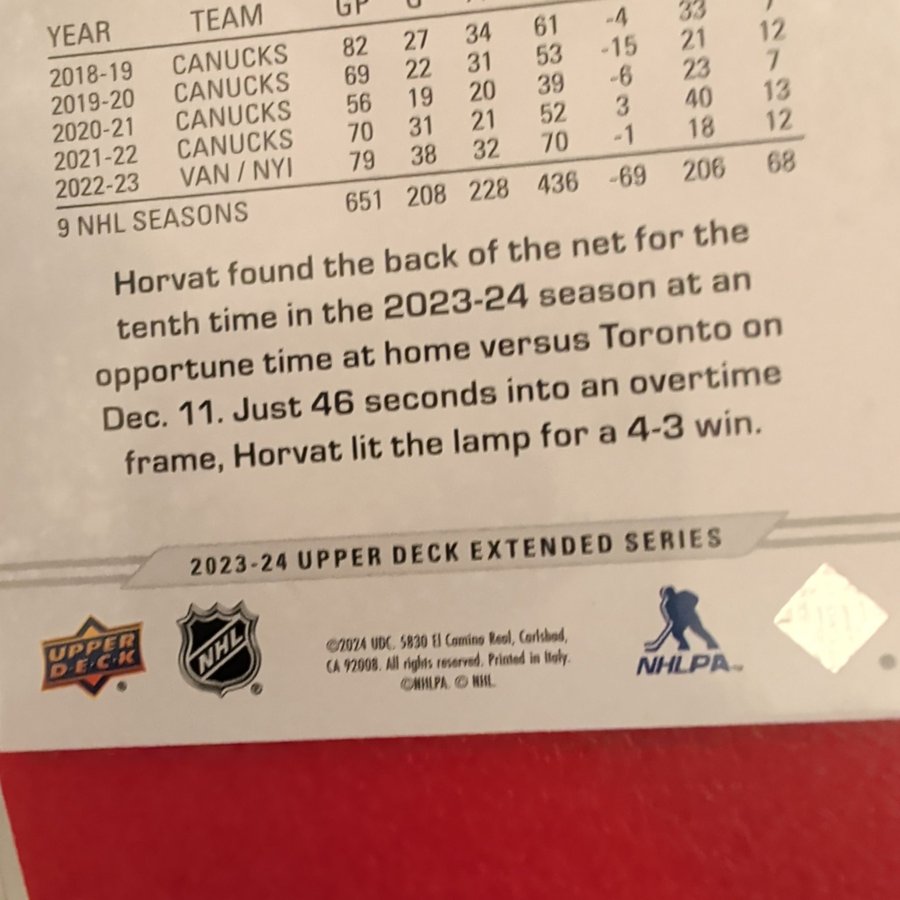 YEAR TEAM GP
2018-19 CANUCKS 82 27 34 61 -4 33
2019-20 CANUCKS 69 22 31 53 -15 21 12
2020-21 CANUCKS 56 19 20 39 -6 23 7
2021-22 CANUCKS 70 31 21 52 3 40 13
2022-23 VAN / NYI 79 38 32 70 -1 18 12
9 NHL SEASONS 651 208 228 436 -69 206 68
Horvat found the back of the net for the
tenth time in the 2023-24 season at an
opportune time at home versus Toronto on
Dec. 11. Just 46 seconds into an overtime
frame, Horvat lit the lamp for a 4-3 win.
2023-24 UPPER DECK EXTENDED SERIES
UPPER
DECK
NHL
©2024 UDC. 5830 El Camino Real, Carlsbad,
CA 92008. All rights reserved. Printed in Italy.
©NHLPA. © NHL.
NHLPA™